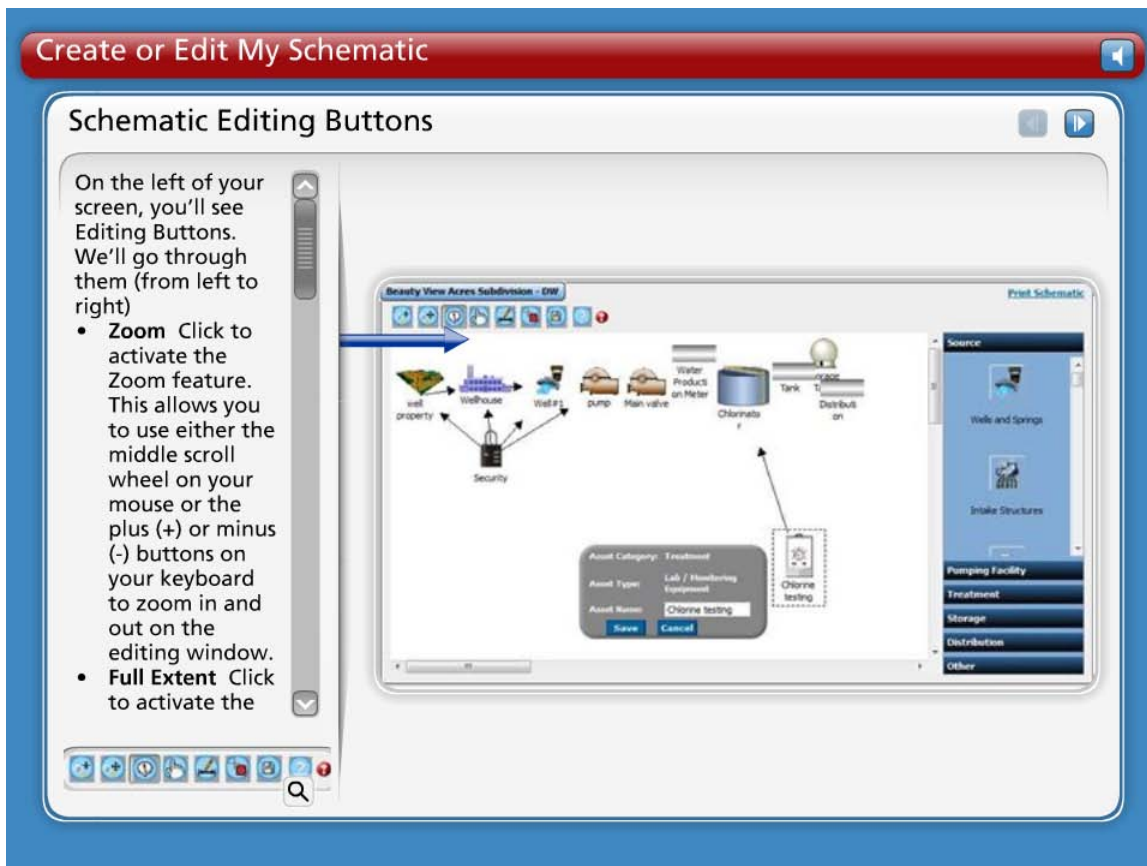 Create or Edit My Schematic
Schematic Editing Buttons
On the left of your
screen, you'll see
Editing Buttons.
We'll go through
them (from left to
right)
• Zoom Click to
activate the
Zoom feature.
This allows you
to use either the
middle scroll
wheel on your
mouse or the
plus (+) or minus
(-) buttons on
your keyboard
to zoom in and
out on the
editing window.
• Full Extent Click
to activate the
Beauty View Acres Subdivision - DW
Print Schematic
well
property
Wellhouse
Well#1
pump
Main valve
Water
Producti
on Meter
Chlorinato
r
Tank
Distributi
on
Security
Chlorine
testing
Asset Category: Treatment
Asset Type: Lab / Monitoring
Equipment
Asset Name: Chlorine testing
Save Cancel
Source
Wells and Springs
Intake Structures
Pumping Facility
Treatment
Storage
Distribution
Other